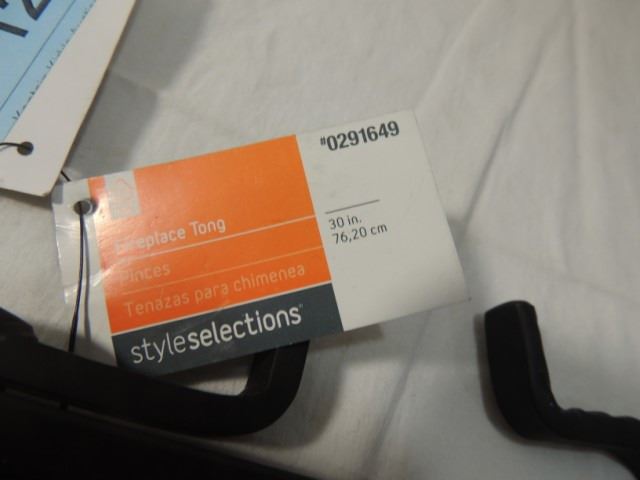 #0291649
Fireplace Tong
Pinces
Tenazas para chimenea
30 in.
76,20 cm
styleselections